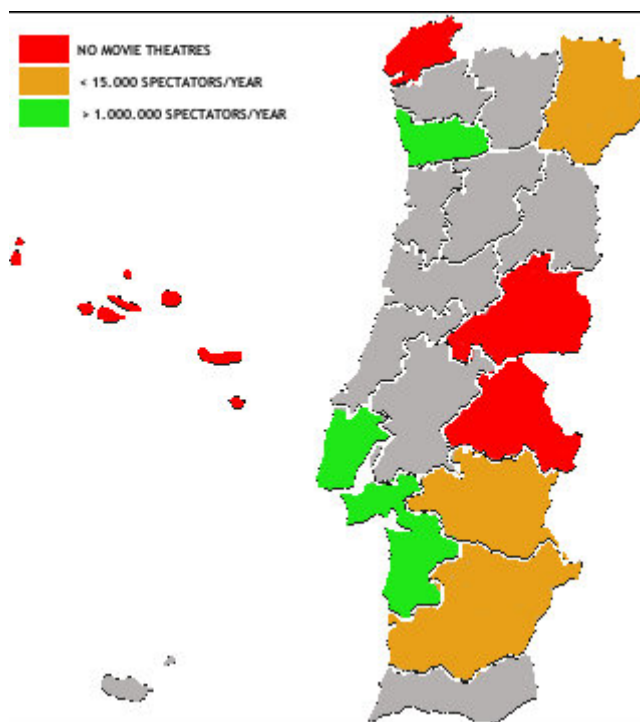 NO MOVIE THEATRES
< 15.000 SPECTATORS/YEAR
> 1.000.000 SPECTATORS/YEAR